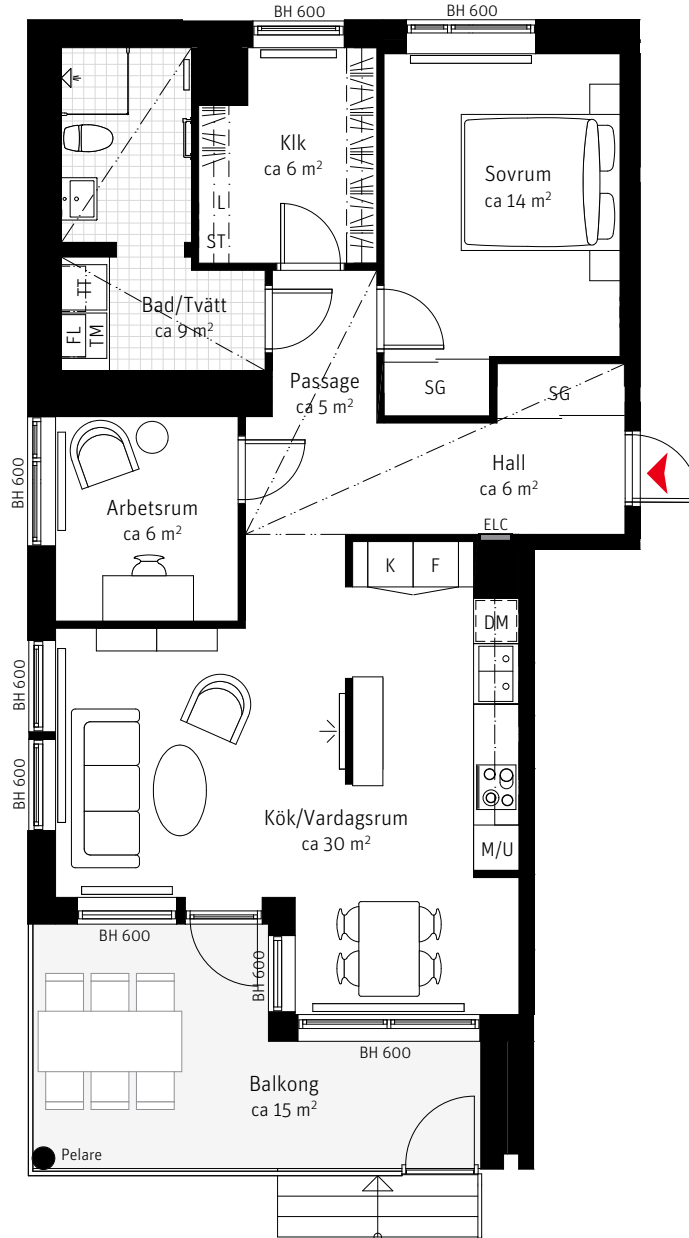 BH 600
BH 600
Klk
ca 6 m²
Sovrum
ca 14 m²
L
ST
Bad/Tvätt
ca 9 m²
TT
FL
TM
Passage
ca 5 m²
SG
SG
BH 600
Hall
ca 6 m²
Arbetsrum
ca 6 m²
ELC
K
F
DM
BH 600
BH 600
Kök/Vardagsrum
ca 30 m²
M/U
BH 600
BH 600
BH 600
Balkong
ca 15 m²
Pelare